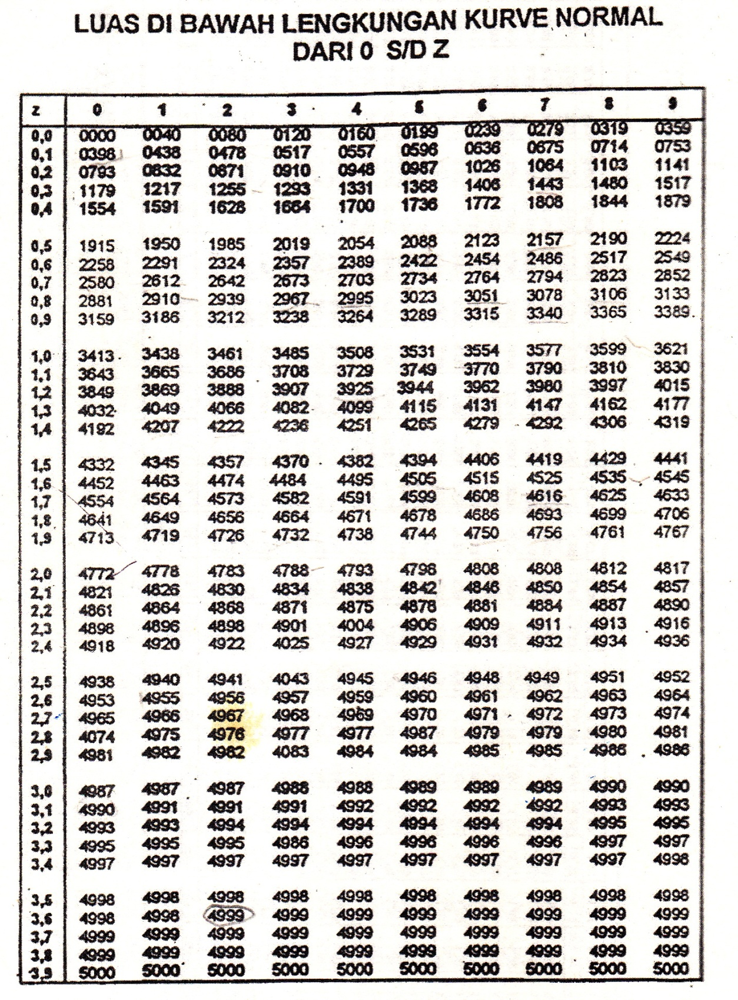 LUAS DI BAWAH LENGKUNGAN KURVE NORMAL
DARI 0 S/D Z
z 0 1 2 3 4 5 6 7 8 9
0,0 0000 0040 0080 0120 0160 0199 0239 0279 0319 0359
0,1 0398 0438 0478 0517 0557 0596 0636 0675 0714 0753
0,2 0793 0832 0871 0910 0948 0987 1026 1064 1103 1141
0,3 1179 1217 1255 1293 1331 1368 1406 1443 1480 1517
0,4 1554 1591 1628 1664 1700 1736 1772 1808 1844 1879
0,5 1915 1950 1985 2019 2054 2088 2123 2157 2190 2224
0,6 2258 2291 2324 2357 2389 2422 2454 2486 2517 2549
0,7 2580 2612 2642 2673 2703 2734 2764 2794 2823 2852
0,8 2881 2910 2939 2967 2995 3023 3051 3078 3106 3133
0,9 3159 3186 3212 3238 3264 3289 3315 3340 3365 3389
1,0 3413 3438 3461 3485 3508 3531 3554 3577 3599 3621
1,1 3643 3665 3686 3708 3729 3749 3770 3790 3810 3830
1,2 3849 3869 3888 3907 3925 3944 3962 3980 3997 4015
1,3 4032 4049 4066 4082 4099 4115 4131 4147 4162 4177
1,4 4192 4207 4222 4236 4251 4265 4279 4292 4306 4319
1,5 4332 4345 4357 4370 4382 4394 4406 4419 4429 4441
1,6 4452 4463 4474 4484 4495 4505 4515 4525 4535 4545
1,7 4554 4564 4573 4582 4591 4599 4608 4616 4625 4633
1,8 4641 4649 4656 4664 4671 4678 4686 4693 4699 4706
1,9 4713 4719 4726 4732 4738 4744 4750 4756 4761 4767
2,0 4772 4778 4783 4788 4793 4798 4808 4808 4812 4817
2,1 4821 4826 4830 4834 4838 4842 4846 4850 4854 4857
2,2 4861 4864 4868 4871 4875 4878 4881 4884 4887 4890
2,3 4898 4896 4898 4901 4004 4906 4909 4911 4913 4916
2,4 4918 4920 4922 4025 4927 4929 4931 4932 4934 4936
2,5 4938 4940 4941 4043 4945 4946 4948 4949 4951 4952
2,6 4953 4955 4956 4957 4959 4960 4961 4962 4963 4964
2,7 4965 4966 4967 4968 4969 4970 4971 4972 4973 4974
2,8 4074 4975 4976 4977 4977 4987 4979 4979 4980 4981
2,9 4981 4982 4982 4083 4984 4984 4985 4985 4986 4986
3,0 4987 4987 4987 4988 4988 4989 4989 4989 4990 4990
3,1 4990 4991 4991 4991 4992 4992 4992 4992 4993 4993
3,2 4993 4993 4994 4994 4994 4994 4994 4994 4995 4995
3,3 4995 4995 4995 4986 4996 4996 4996 4996 4997 4997
3,4 4997 4997 4997 4997 4997 4997 4997 4997 4997 4998
3,5 4998 4998 4998 4998 4998 4998 4998 4998 4998 4998
3,6 4998 4998 4999 4999 4999 4999 4999 4999 4999 4999
3,7 4999 4999 4999 4999 4999 4999 4999 4999 4999 4999
3,8 4999 4999 4999 4999 4999 4999 4999 4999 4999 4999
3,9 5000 5000 5000 5000 5000 5000 5000 5000 5000 5000